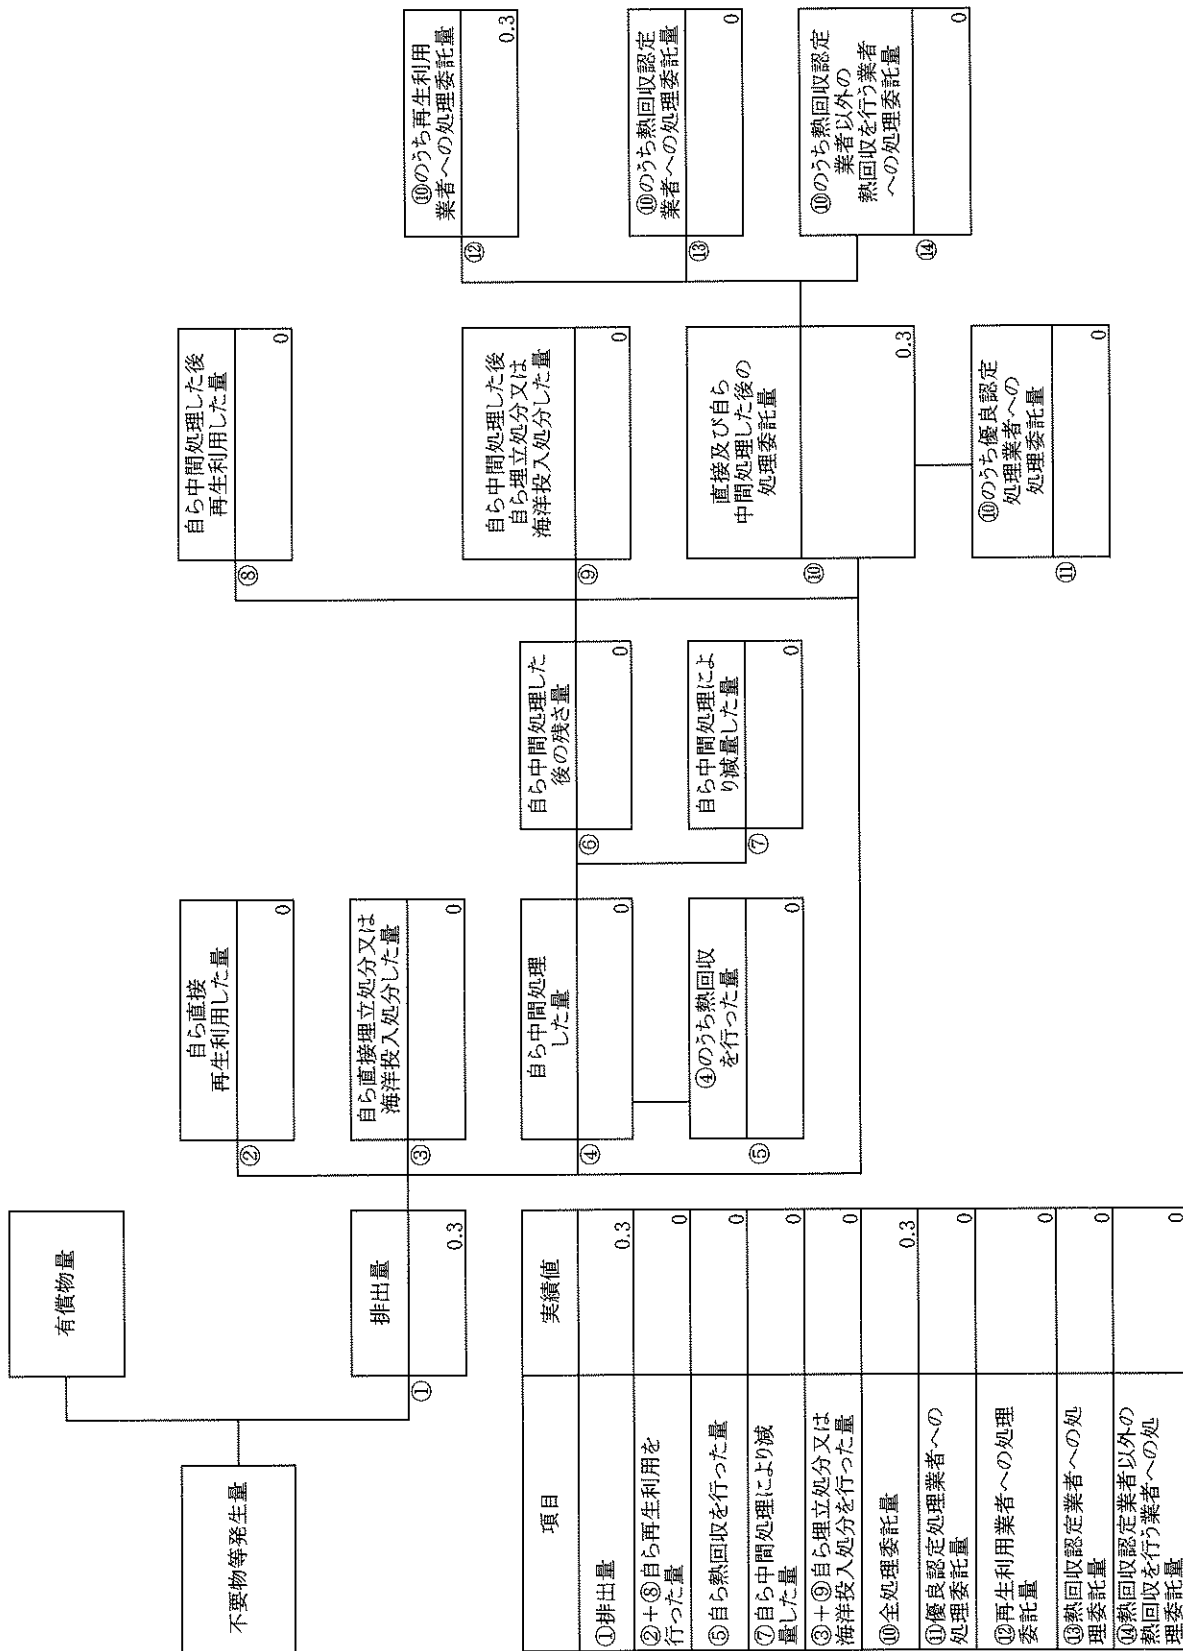 不要物等発生量
有償物量
①
排出量
0.3
②
自ら直接
再生利用した量
0
③
自ら直接埋立処分又は
海洋投入処分した量
0
④
自ら中間処理
した量
0
⑤
④のうち熱回収
を行った量
0
⑥
自ら中間処理した
後の残さ量
0
⑦
自ら中間処理によ
り減量した量
0
⑧
自ら中間処理した後
再生利用した量
0
⑨
自ら中間処理した後
自ら埋立処分又は
海洋投入処分した量
0
⑩
直接及び自ら
中間処理した後の
処理委託量
0.3
⑪
⑩のうち優良認定
処理業者への
処理委託量
0
⑫
⑩のうち再生利用
業者への処理委託量
0.3
⑬
⑩のうち熱回収認定
業者への処理委託量
0
⑭
⑩のうち熱回収認定
業者以外の
熱回収を行う業者
への処理委託量
0
項目
実績値
①排出量
0.3
②+⑧自ら再生利用を
行った量
0
⑤自ら熱回収を行った量
0
⑦自ら中間処理により減
量した量
0
③+⑨自ら埋立処分又は
海洋投入処分を行った量
0
⑩全処理委託量
0.3
⑪優良認定処理業者への
処理委託量
0
⑫再生利用業者への処理
委託量
0
⑬熱回収認定業者への処
理委託量
0
⑭熱回収認定業者以外の
熱回収を行う業者への処
理委託量
0